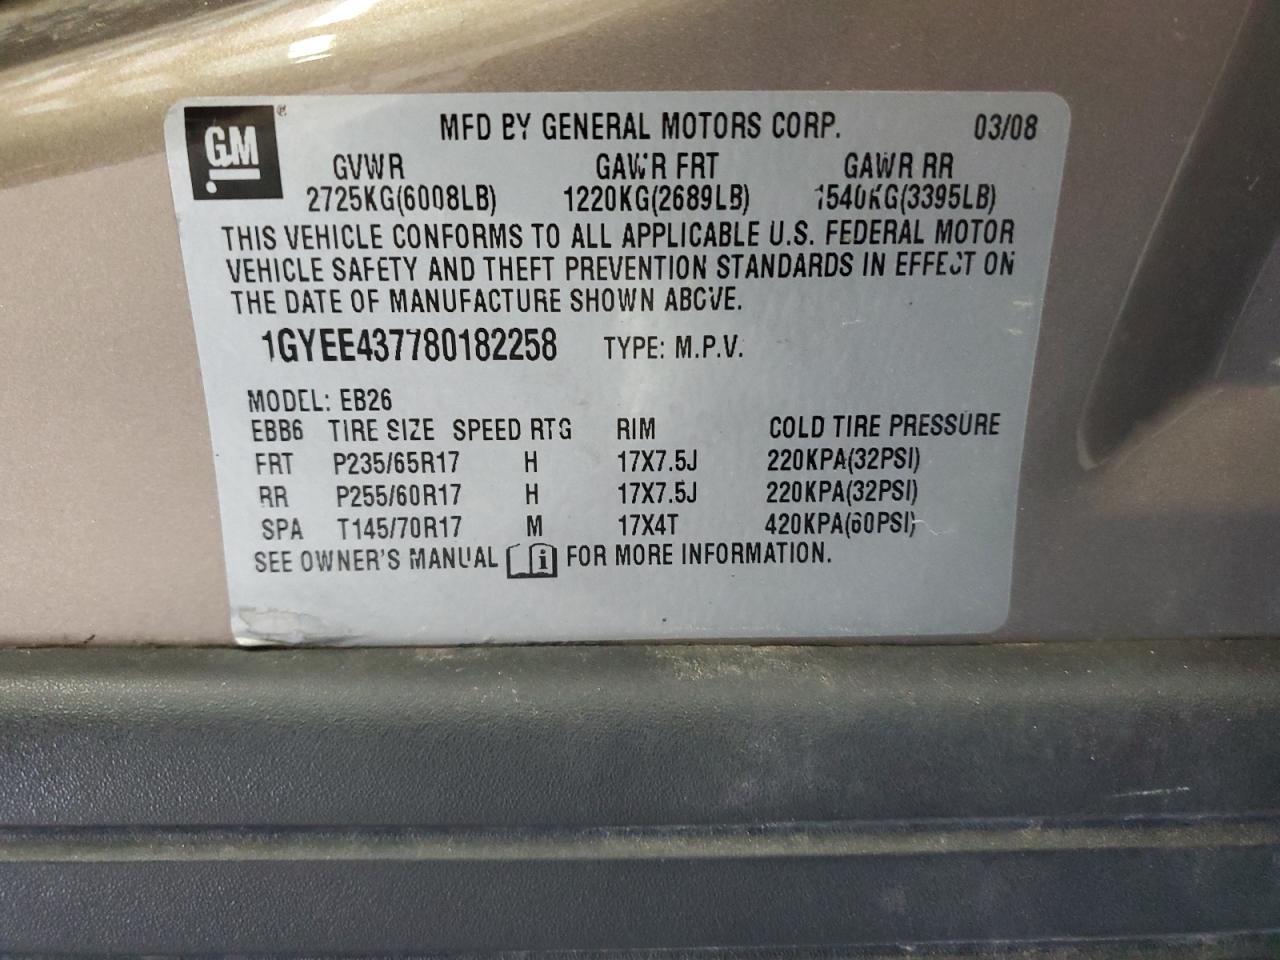 GM ®
MFD BY GENERAL MOTORS CORP. 03/08
GVWR GAWR FRT GAWR RR
2725KG(6008LB) 1220KG(2689LB) 1540KG(3395LB)
THIS VEHICLE CONFORMS TO ALL APPLICABLE U.S. FEDERAL MOTOR
VEHICLE SAFETY AND THEFT PREVENTION STANDARDS IN EFFECT ON
THE DATE OF MANUFACTURE SHOWN ABOVE.
1GYEE437780182258 TYPE: M.P.V.
MODEL: EB26
EBB6 TIRE SIZE SPEED RTG RIM COLD TIRE PRESSURE
FRT P235/65R17 H 17X7.5J 220KPA(32PSI)
RR P255/60R17 H 17X7.5J 220KPA(32PSI)
SPA T145/70R17 M 17X4T 420KPA(60PSI)
SEE OWNER'S MANUAL i FOR MORE INFORMATION.